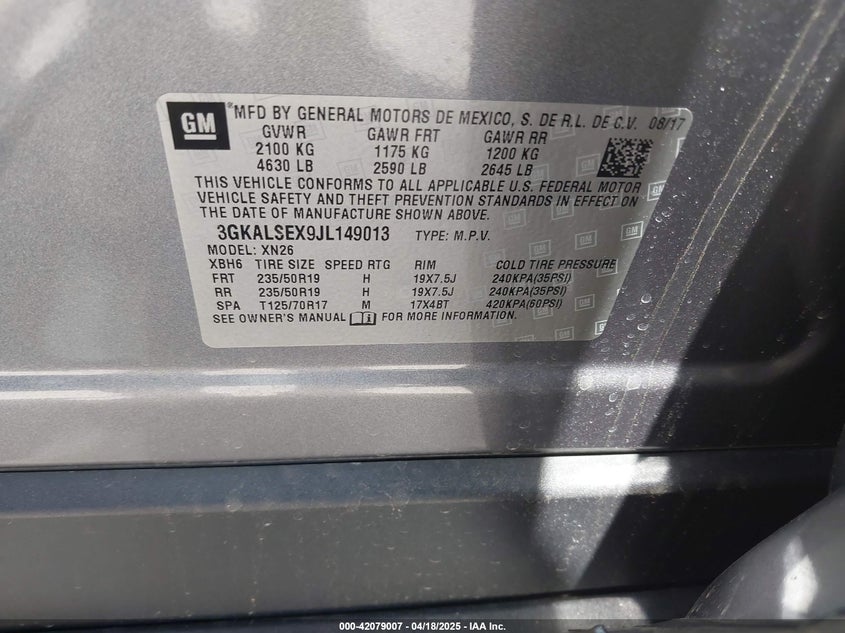 GM ®MFD BY GENERAL MOTORS DE MEXICO, S. DE R.L. DE C.V. 08/17
GVWR GAWR FRT GAWR RR
2100 KG 1175 KG 1200 KG
4630 LB 2590 LB 2645 LB
THIS VEHICLE CONFORMS TO ALL APPLICABLE U.S. FEDERAL MOTOR
VEHICLE SAFETY AND THEFT PREVENTION STANDARDS IN EFFECT ON
THE DATE OF MANUFACTURE SHOWN ABOVE.
3GKALSEX9JL149013 TYPE: M.P.V.
MODEL: XN26
XBH6 TIRE SIZE SPEED RTG RIM COLD TIRE PRESSURE
FRT 235/50R19 H 19X7.5J 240KPA(35PSI)
RR 235/50R19 H 19X7.5J 240KPA(35PSI)
SPA T125/70R17 M 17X4BT 420KPA(60PSI)
SEE OWNER'S MANUAL FOR MORE INFORMATION.
000-42079007 - 04/18/2025 - IAA Inc.